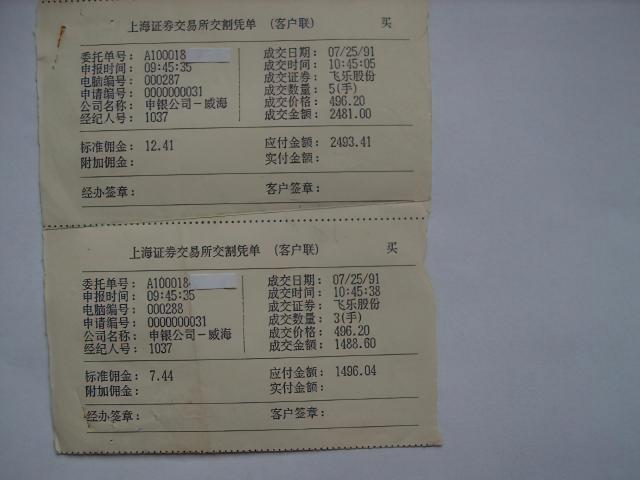 上海证券交易所交割凭单 (客户联) 买
委托单号: A100018 成交日期: 07/25/91
申报时间: 09:45:35 成交时间: 10:45:05
电脑编号: 000287 成交证券: 飞乐股份
申请编号: 0000000031 成交数量: 5(手)
公司名称: 申银公司－威海 成交价格: 496.20
经纪人号: 1037 成交金额: 2481.00
标准佣金: 12.41 应付金额: 2493.41
附加佣金: 实付金额:
经办签章: 客户签章:
上海证券交易所交割凭单 (客户联) 买
委托单号: A100018 成交日期: 07/25/91
申报时间: 09:45:35 成交时间: 10:45:38
电脑编号: 000288 成交证券: 飞乐股份
申请编号: 0000000031 成交数量: 3(手)
公司名称: 申银公司－威海 成交价格: 496.20
经纪人号: 1037 成交金额: 1488.60
标准佣金: 7.44 应付金额: 1496.04
附加佣金: 实付金额:
经办签章: 客户签章: